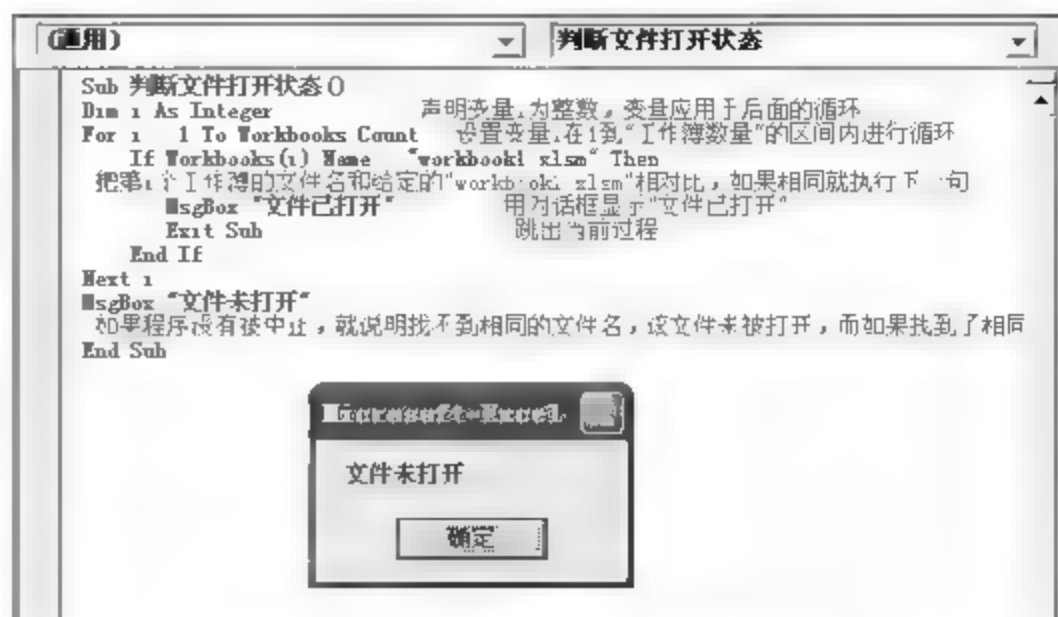 (通用) 判断文件打开状态
Sub 判断文件打开状态()
Dim i As Integer 声明变量i为整数，变量应用于后面的循环
For i 1 To Workbooks Count 设置变量i在1到“工作簿数量”的区间内进行循环
If Workbooks(i) Name "workbook1 xlsm" Then
把第i个工作簿的文件名和给定的"workbook1 xlsm"相对比，如果相同就执行下一句
MsgBox "文件已打开" 用对话框显示"文件已打开"
Exit Sub 跳出当前过程
End If
Next i
MsgBox "文件未打开"
如果程序没有被中止，就说明找不到相同的文件名，该文件未被打开，而如果找到了相同
End Sub
Microsoft Excel
文件未打开
确定